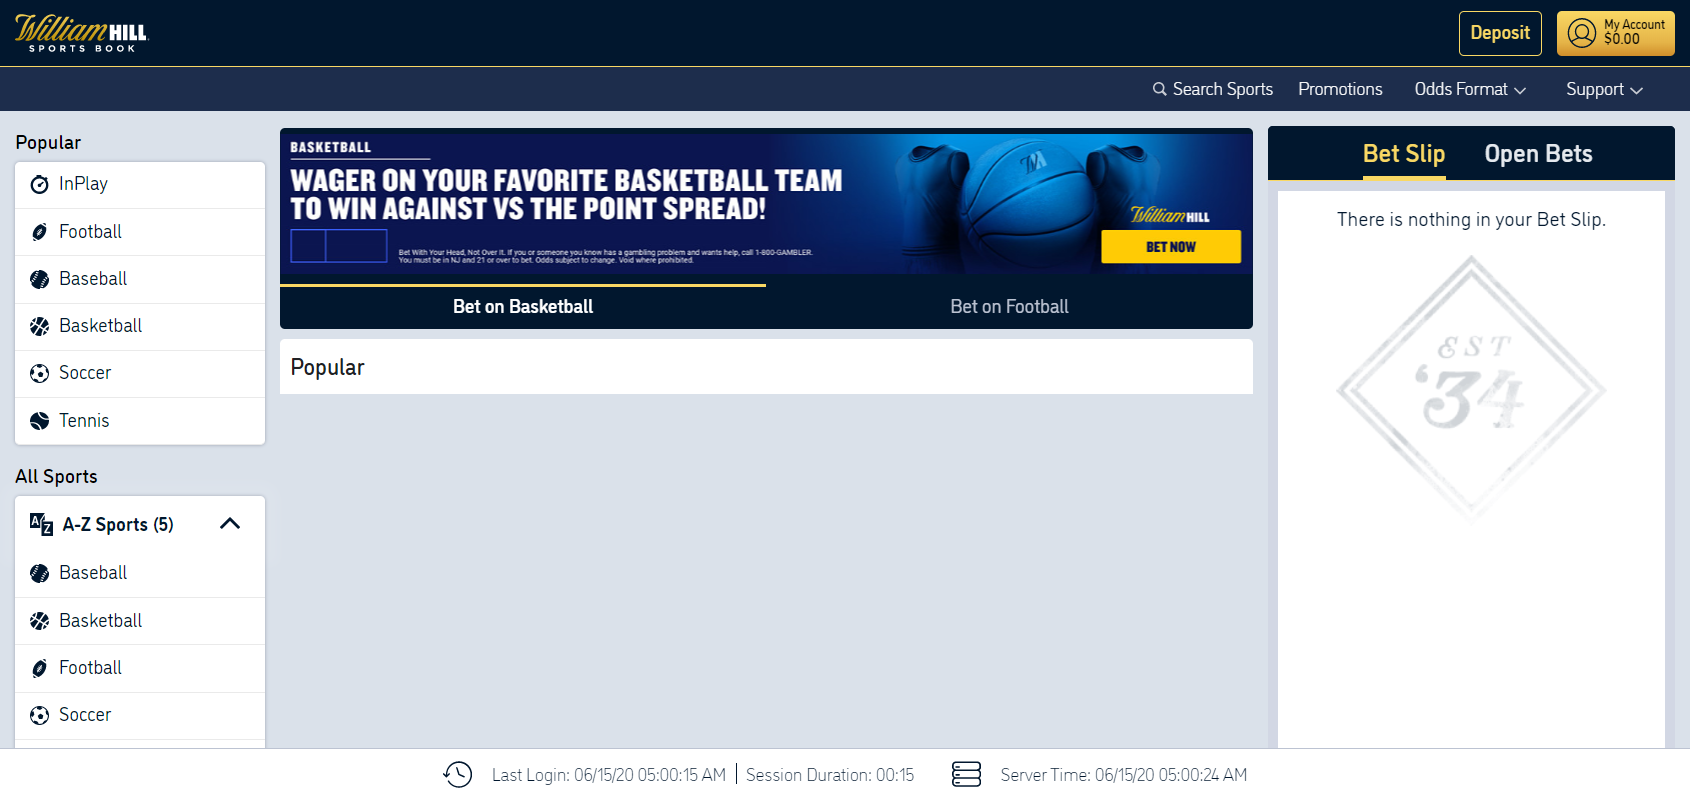 William HILL
SPORTS BOOK
Deposit
My Account
$0.00
Search Sports
Promotions
Odds Format
Support
Popular
InPlay
Football
Baseball
Basketball
Soccer
Tennis
All Sports
A-Z Sports (5)
Baseball
Basketball
Football
Soccer
BASKETBALL
WAGER ON YOUR FAVORITE BASKETBALL TEAM
TO WIN AGAINST VS THE POINT SPREAD!
Bet With Your Head, Not Over It. If you or someone you know has a gambling problem and wants help, call 1-800-GAMBLER.
You must be in NJ and 21 or over to bet. Odds subject to change. Void where prohibited.
William HILL
BET NOW
Bet on Basketball
Bet on Football
Popular
Bet Slip
Open Bets
There is nothing in your Bet Slip.
EST
‘34
Last Login: 06/15/20 05:00:15 AM
Session Duration: 00:15
Server Time: 06/15/20 05:00:24 AM